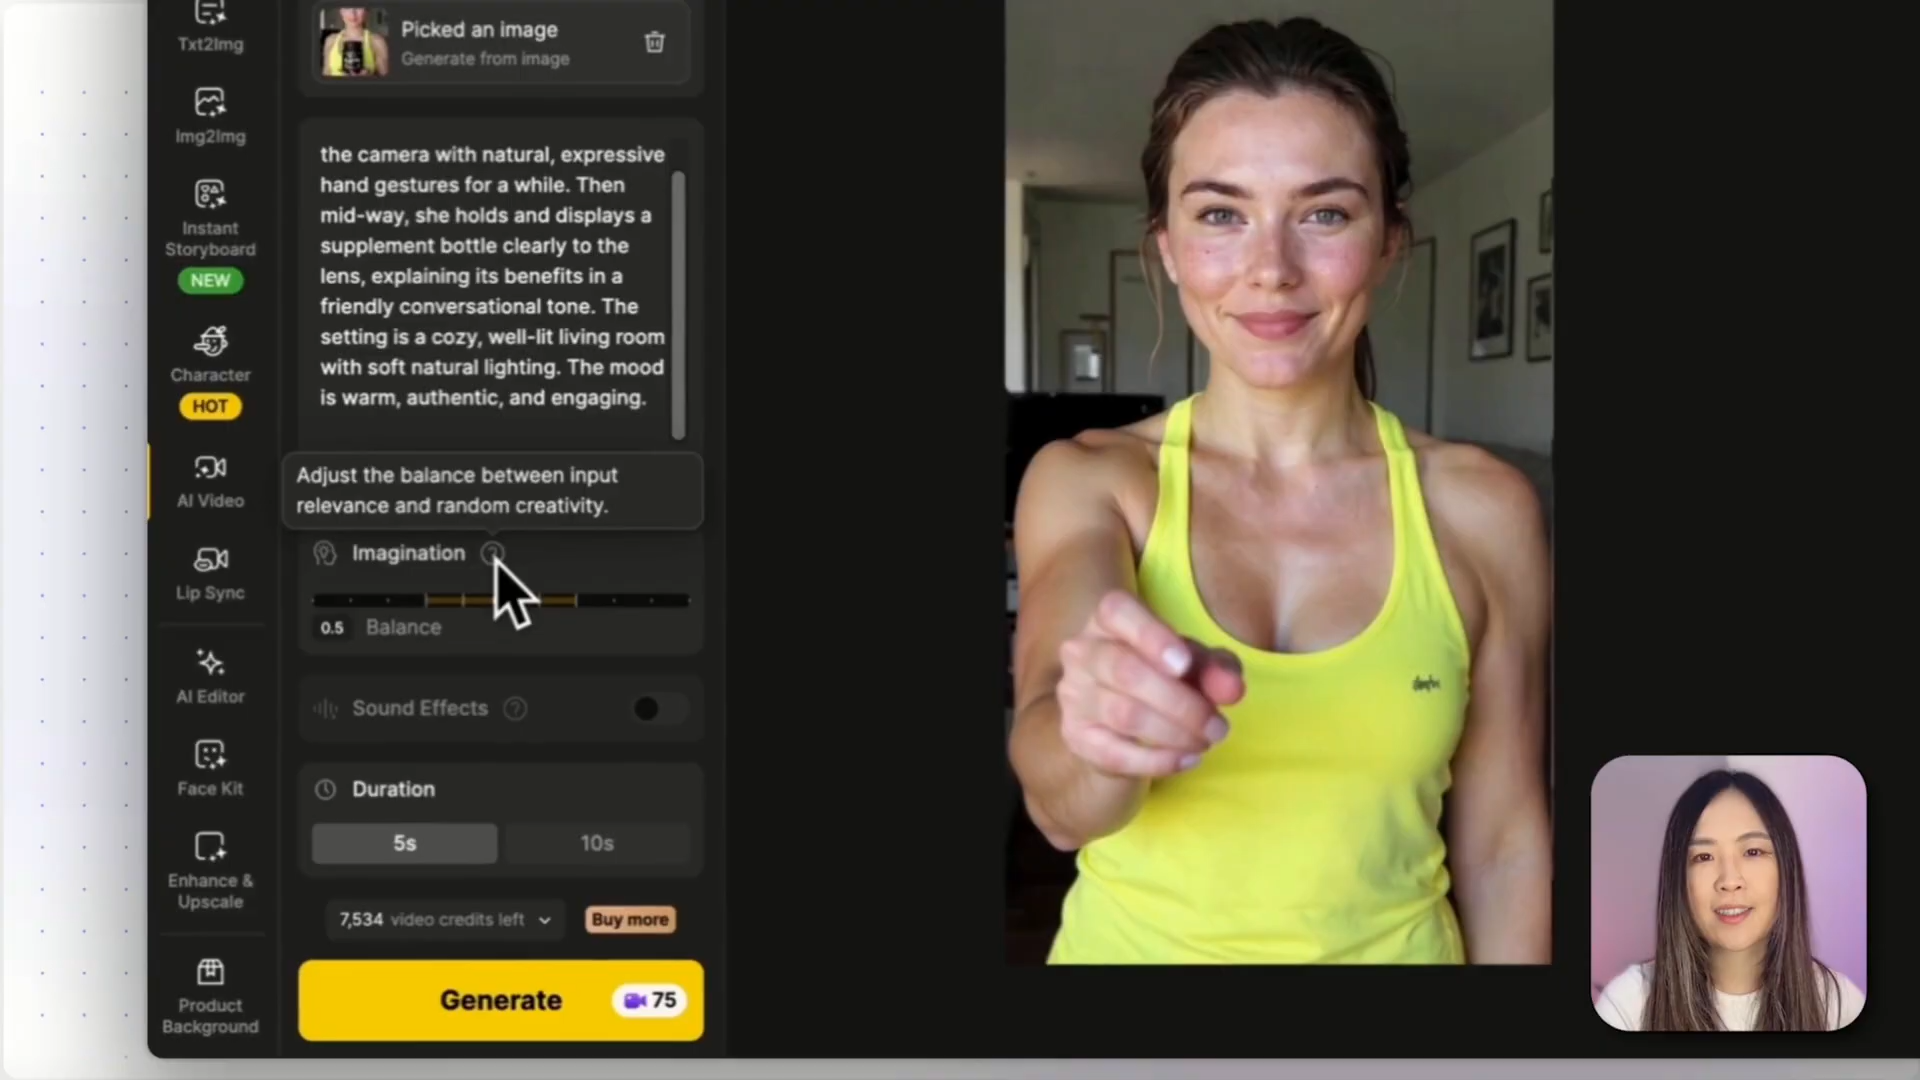 Txt2Img
Img2Img
Instant
Storyboard
NEW
Character
HOT
AI Video
Lip Sync
AI Editor
Face Kit
Enhance &
Upscale
Product
Background
Picked an image
Generate from image
the camera with natural, expressive
hand gestures for a while. Then
mid-way, she holds and displays a
supplement bottle clearly to the
lens, explaining its benefits in a
friendly conversational tone. The
setting is a cozy, well-lit living room
with soft natural lighting. The mood
is warm, authentic, and engaging.
Adjust the balance between input
relevance and random creativity.
Imagination
0.5 Balance
Sound Effects ?
Duration
5s 10s
7,534 video credits left
Buy more
Generate 75